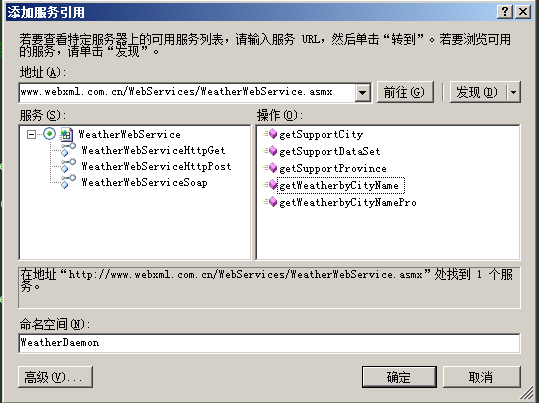 添加服务引用
若要查看特定服务器上的可用服务列表，请输入服务 URL，然后单击“转到”。若要浏览可用
的服务，请单击“发现”。
地址(A):
www.webxml.com.cn/WebServices/WeatherWebService.asmx
前往(G)
发现(D)
服务(S):
操作(O):
WeatherWebService
WeatherWebServiceHttpGet
WeatherWebServiceHttpPost
WeatherWebServiceSoap
getSupportCity
getSupportDataSet
getSupportProvince
getWeatherbyCityName
getWeatherbyCityNamePro
在地址“http://www.webxml.com.cn/WebServices/WeatherWebService.asmx”处找到 1 个服
务。
命名空间(N):
WeatherDaemon
高级(V)...
确定
取消